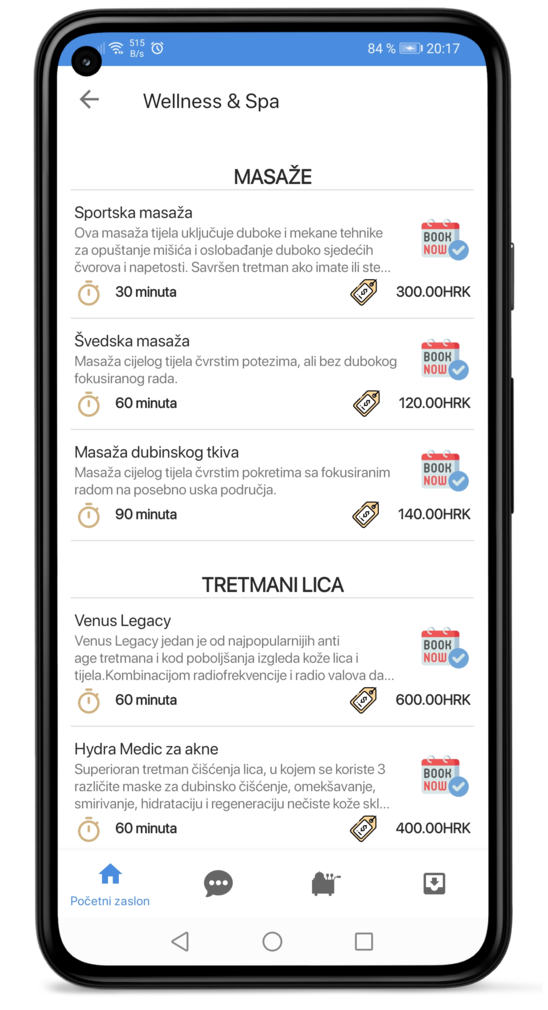 515
B/s
84 %
20:17
Wellness & Spa
MASAŽE
Sportska masaža
Ova masaža tijela uključuje duboke i mekane tehnike
za opuštanje mišića i oslobađanje duboko sjedećih
čvorova i napetosti. Savršen tretman ako imate ili ste...
BOOK
NOW
30 minuta
300.00HRK
Švedska masaža
Masaža cijelog tijela čvrstim potezima, ali bez dubokog
fokusiranog rada.
BOOK
NOW
60 minuta
120.00HRK
Masaža dubinskog tkiva
Masaža cijelog tijela čvrstim pokretima sa fokusiranim
radom na posebno uska područja.
BOOK
NOW
90 minuta
140.00HRK
TRETMANI LICA
Venus Legacy
Venus Legacy jedan je od najpopularnijih anti
age tretmana i kod poboljšanja izgleda kože lica i
tijela.Kombinacijom radiofrekvencije i radio valova da...
BOOK
NOW
60 minuta
600.00HRK
Hydra Medic za akne
Superioran tretman čišćenja lica, u kojem se koriste 3
različite maske za dubinsko čišćenje, omekšavanje,
smirivanje, hidrataciju i regeneraciju nečiste kože skl...
BOOK
NOW
60 minuta
400.00HRK
Početni zaslon